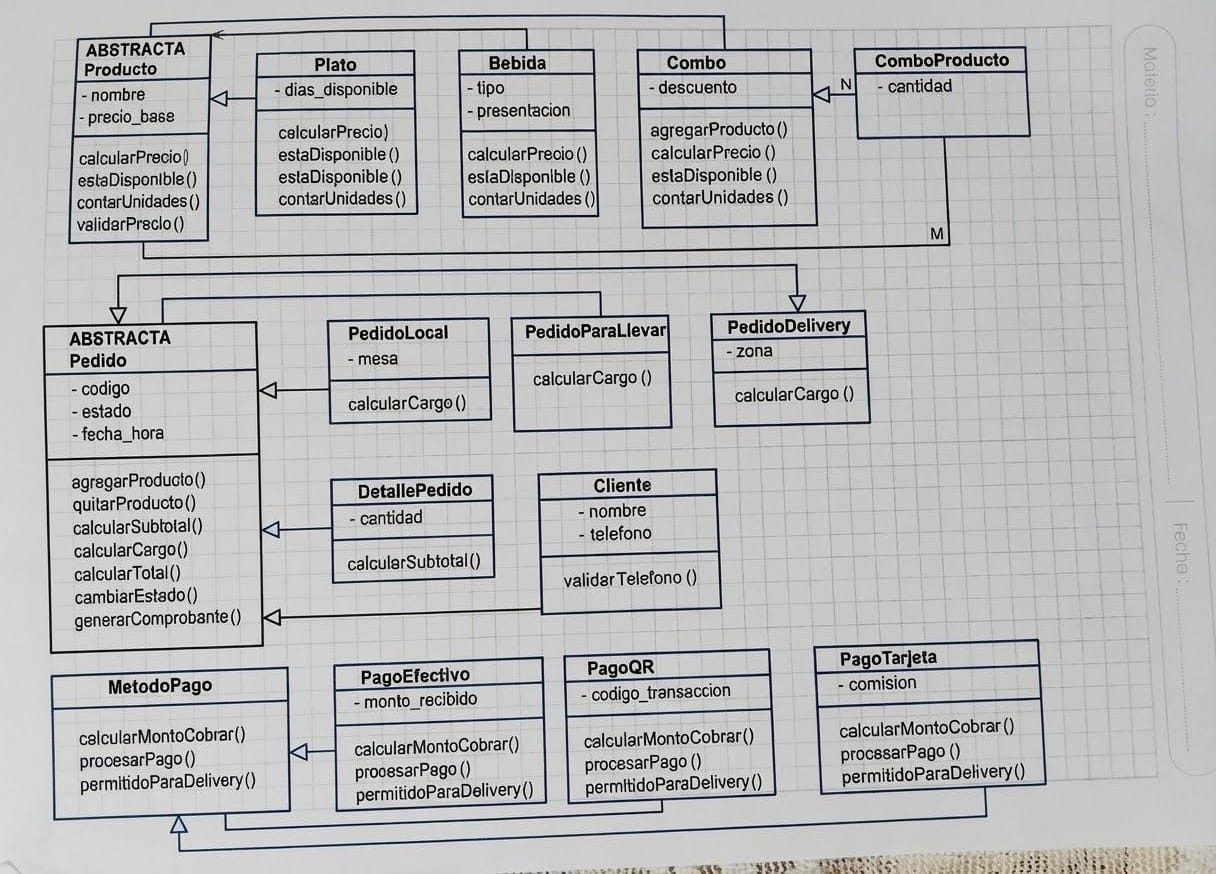 ABSTRACTA
Producto
- nombre
- precio_base
calcularPrecio()
estaDisponible()
contarUnidades()
validarPrecio()
Plato
- dias_disponible
calcularPrecio)
estaDisponible()
estaDisponible()
contarUnidades()
Bebida
- tipo
- presentacion
calcularPrecio()
estaDisponible()
contarUnidades()
Combo
- descuento
agregarProducto()
calcularPrecio()
estaDisponible()
contarUnidades()
N
ComboProducto
- cantidad
M
ABSTRACTA
Pedido
- codigo
- estado
- fecha_hora
agregarProducto()
quitarProducto()
calcularSubtotal()
calcularCargo()
calcularTotal()
cambiarEstado()
generarComprobante()
PedidoLocal
- mesa
calcularCargo()
PedidoParaLlevar
calcularCargo()
PedidoDelivery
- zona
calcularCargo()
DetallePedido
- cantidad
calcularSubtotal()
Cliente
- nombre
- telefono
validarTelefono()
MetodoPago
calcularMontoCobrar()
procesarPago()
permitidoParaDelivery()
PagoEfectivo
- monto_recibido
calcularMontoCobrar()
procesarPago()
permitidoParaDelivery()
PagoQR
- codigo_transaccion
calcularMontoCobrar()
procesarPago()
permitidoParaDelivery()
PagoTarjeta
- comision
calcularMontoCobrar()
procesarPago()
permitidoParaDelivery()
Materia:
Fecha: